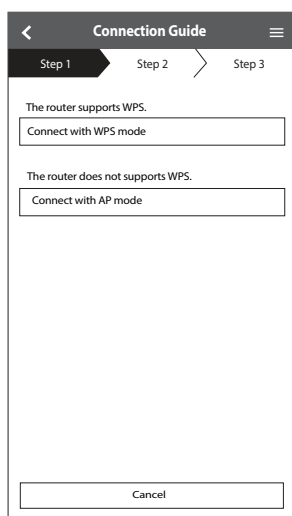 Connection Guide
Step 1 Step 2 Step 3
The router supports WPS.
Connect with WPS mode
The router does not supports WPS.
Connect with AP mode
Cancel